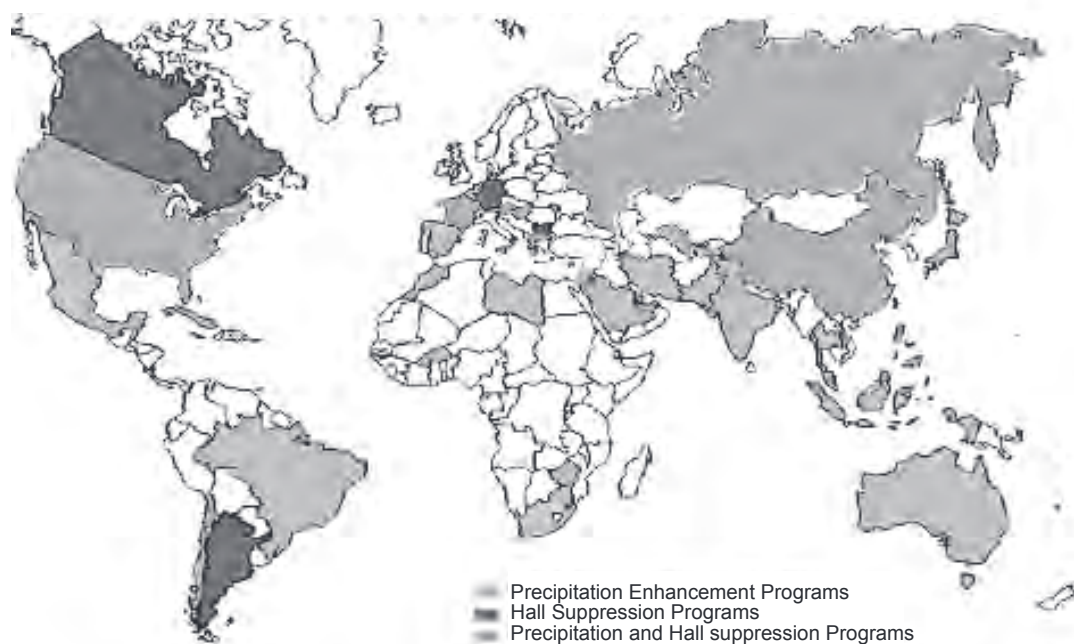 Precipitation Enhancement Programs
Hall Suppression Programs
Precipitation and Hall suppression Programs